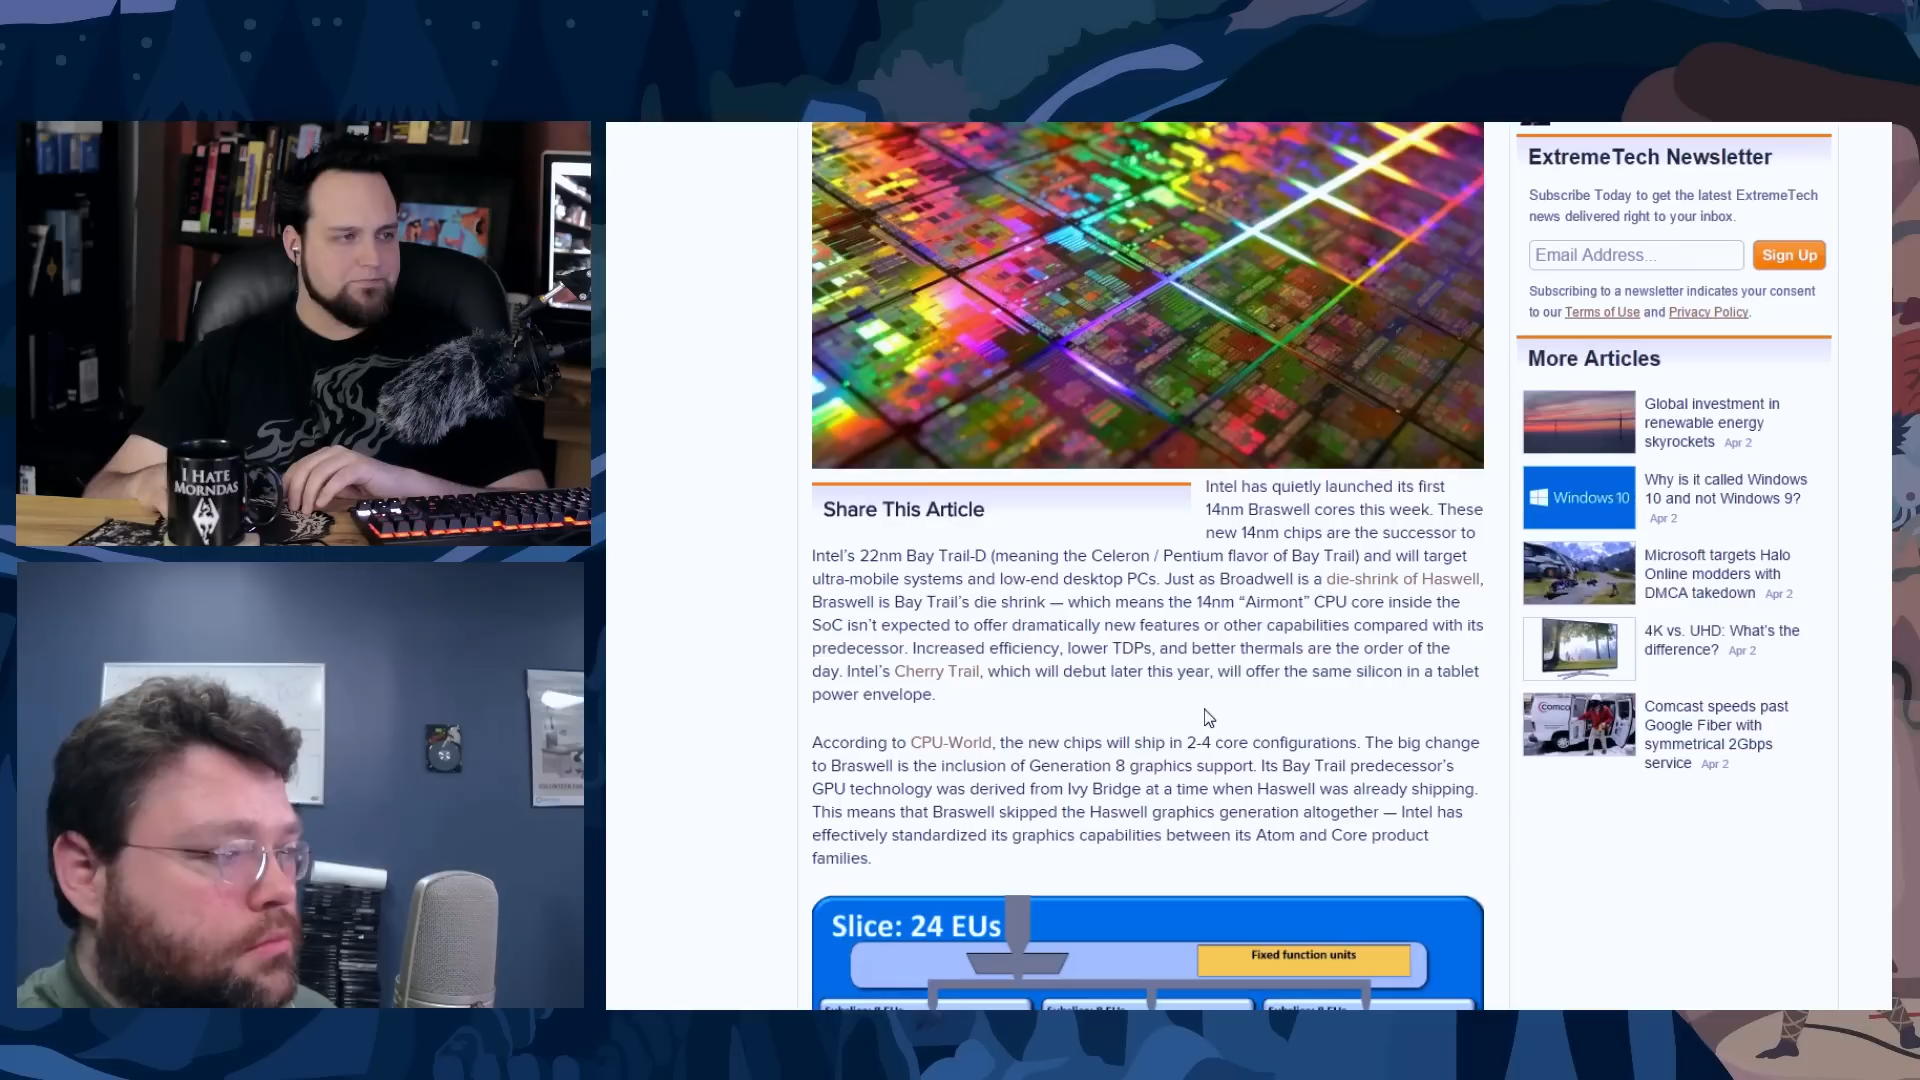 I HATE
MORNDAS
Intel has quietly launched its first
14nm Braswell cores this week. These
new 14nm chips are the successor to
Share This Article
Intel's 22nm Bay Trail-D (meaning the Celeron / Pentium flavor of Bay Trail) and will target
ultra-mobile systems and low-end desktop PCs. Just as Broadwell is a die-shrink of Haswell,
Braswell is Bay Trail's die shrink — which means the 14nm “Airmont” CPU core inside the
SoC isn't expected to offer dramatically new features or other capabilities compared with its
predecessor. Increased efficiency, lower TDPs, and better thermals are the order of the
day. Intel's Cherry Trail, which will debut later this year, will offer the same silicon in a tablet
power envelope.
According to CPU-World, the new chips will ship in 2-4 core configurations. The big change
to Braswell is the inclusion of Generation 8 graphics support. Its Bay Trail predecessor's
GPU technology was derived from Ivy Bridge at a time when Haswell was already shipping.
This means that Braswell skipped the Haswell graphics generation altogether — Intel has
effectively standardized its graphics capabilities between its Atom and Core product
families.
Slice: 24 EUs
Fixed function units
ExtremeTech Newsletter
Subscribe Today to get the latest ExtremeTech
news delivered right to your inbox.
Email Address...
Sign Up
Subscribing to a newsletter indicates your consent
to our Terms of Use and Privacy Policy.
More Articles
Global investment in
renewable energy
skyrockets Apr 2
Windows 10
Why is it called Windows
10 and not Windows 9?
Apr 2
Microsoft targets Halo
Online modders with
DMCA takedown Apr 2
4K vs. UHD: What's the
difference? Apr 2
Comcast speeds past
Google Fiber with
symmetrical 2Gbps
service Apr 2